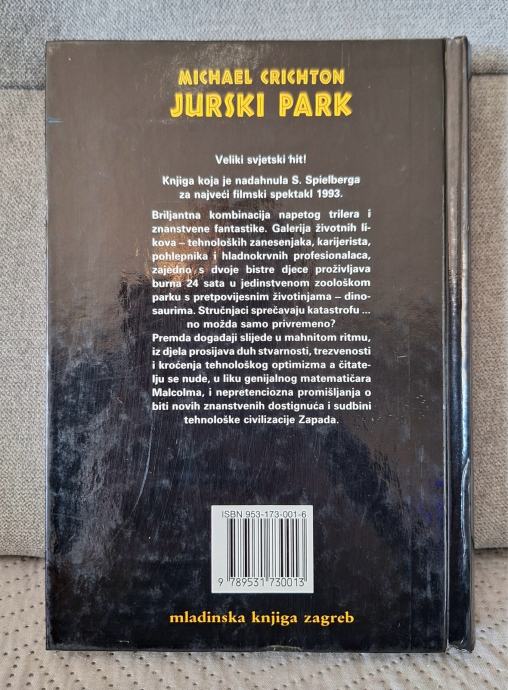 MICHAEL CRICHTON
JURSKI PARK
Veliki svjetski hit!
Knjiga koja je nadahnula S. Spielberga
za najveći filmski spektakl 1993.
Briljantna kombinacija napetog trilera i
znanstvene fantastike. Galerija životnih li-
kova – tehnoloških zanesenjaka, karijerista,
pohlepnika i hladnokrvnih profesionalaca,
zajedno s dvoje bistre djece proživljava
burna 24 sata u jedinstvenom zoološkom
parku s pretpovijesnim životinjama – dino-
saurima. Stručnjaci sprečavaju katastrofu ...
no možda samo privremeno?
Premda događaji slijede u mahnitom ritmu,
iz djela prosijava duh stvarnosti, trezvenosti
i kroćenja tehnološkog optimizma a čitate-
lju se nude, u liku genijalnog matematičara
Malcolma, i nepretenciozna promišljanja o
biti novih znanstvenih dostignuća i sudbini
tehnološke civilizacije Zapada.
ISBN 953-173-001-6
9 789531 730013
mladinska knjiga zagreb